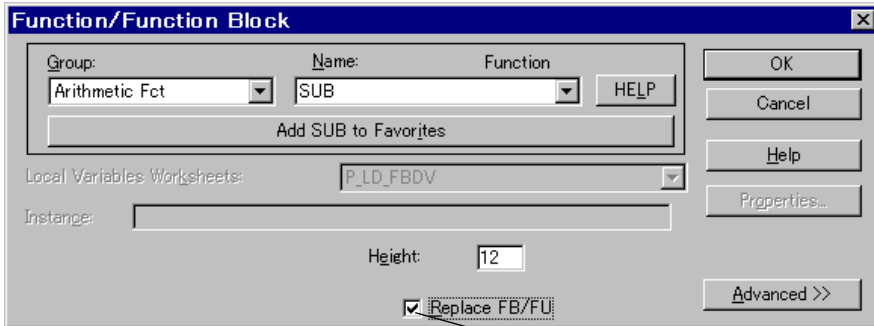 Function/Function Block
Group: Name: Function OK
Arithmetic Fct SUB HELP
Cancel
Add SUB to Favorites
Help
Local Variables Worksheets: P_LD_FBDV
Properties...
Instance:
Height: 12
Advanced >>
Replace FB/FU